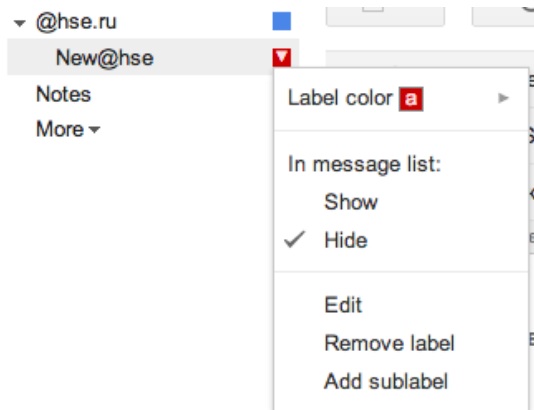 @hse.ru
New@hse
Notes
More
Label color a
In message list:
Show
Hide
Edit
Remove label
Add sublabel